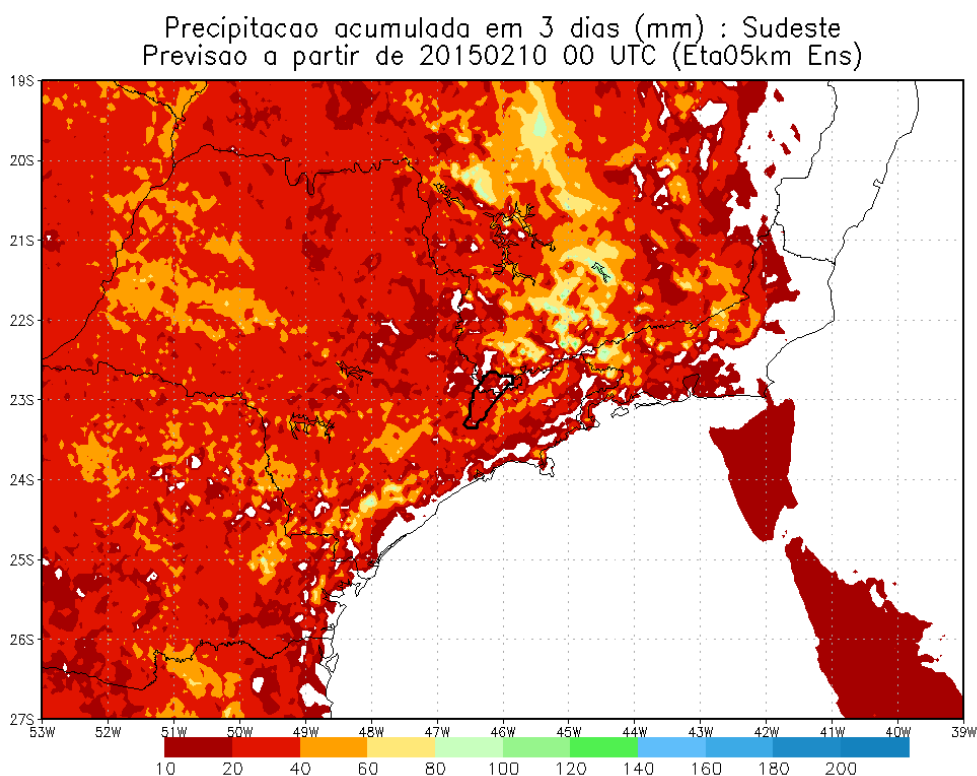 Precipitacao acumulada em 3 dias (mm) : Sudeste
Previsao a partir de 20150210 00 UTC (Eta05km Ens)
19S
20S
21S
22S
23S
24S
25S
26S
27S
53W 52W 51W 50W 49W 48W 47W 46W 45W 44W 43W 42W 41W 40W 39W
10 20 40 60 80 100 120 140 160 180 200